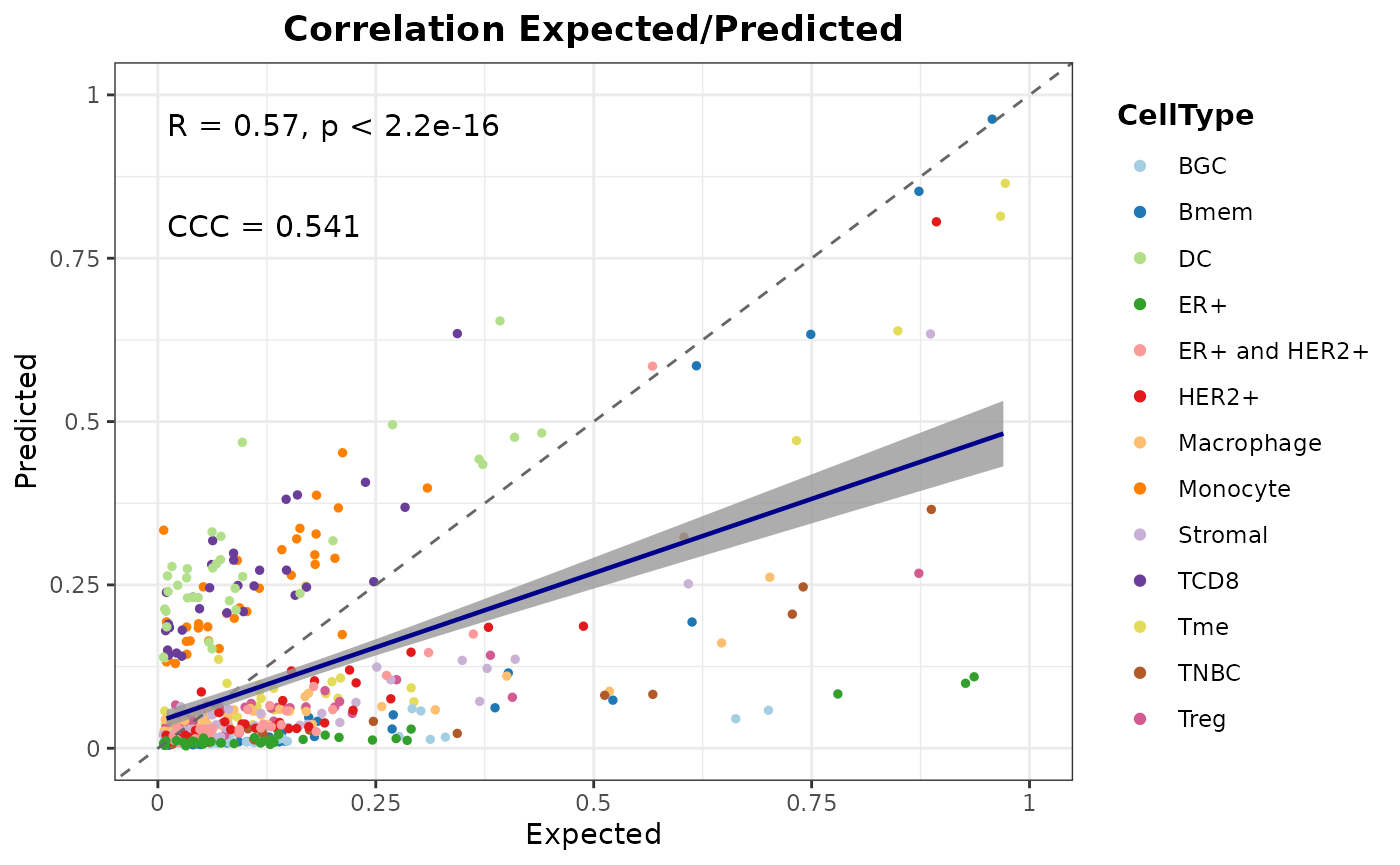 Correlation Expected/Predicted
R = 0.57, p < 2.2e-16
CCC = 0.541
Predicted
1
0.75
0.5
0.25
0
0
0.25
0.5
0.75
1
Expected
CellType
BGC
Bmem
DC
ER+
ER+ and HER2+
HER2+
Macrophage
Monocyte
Stromal
TCD8
Tme
TNBC
Treg